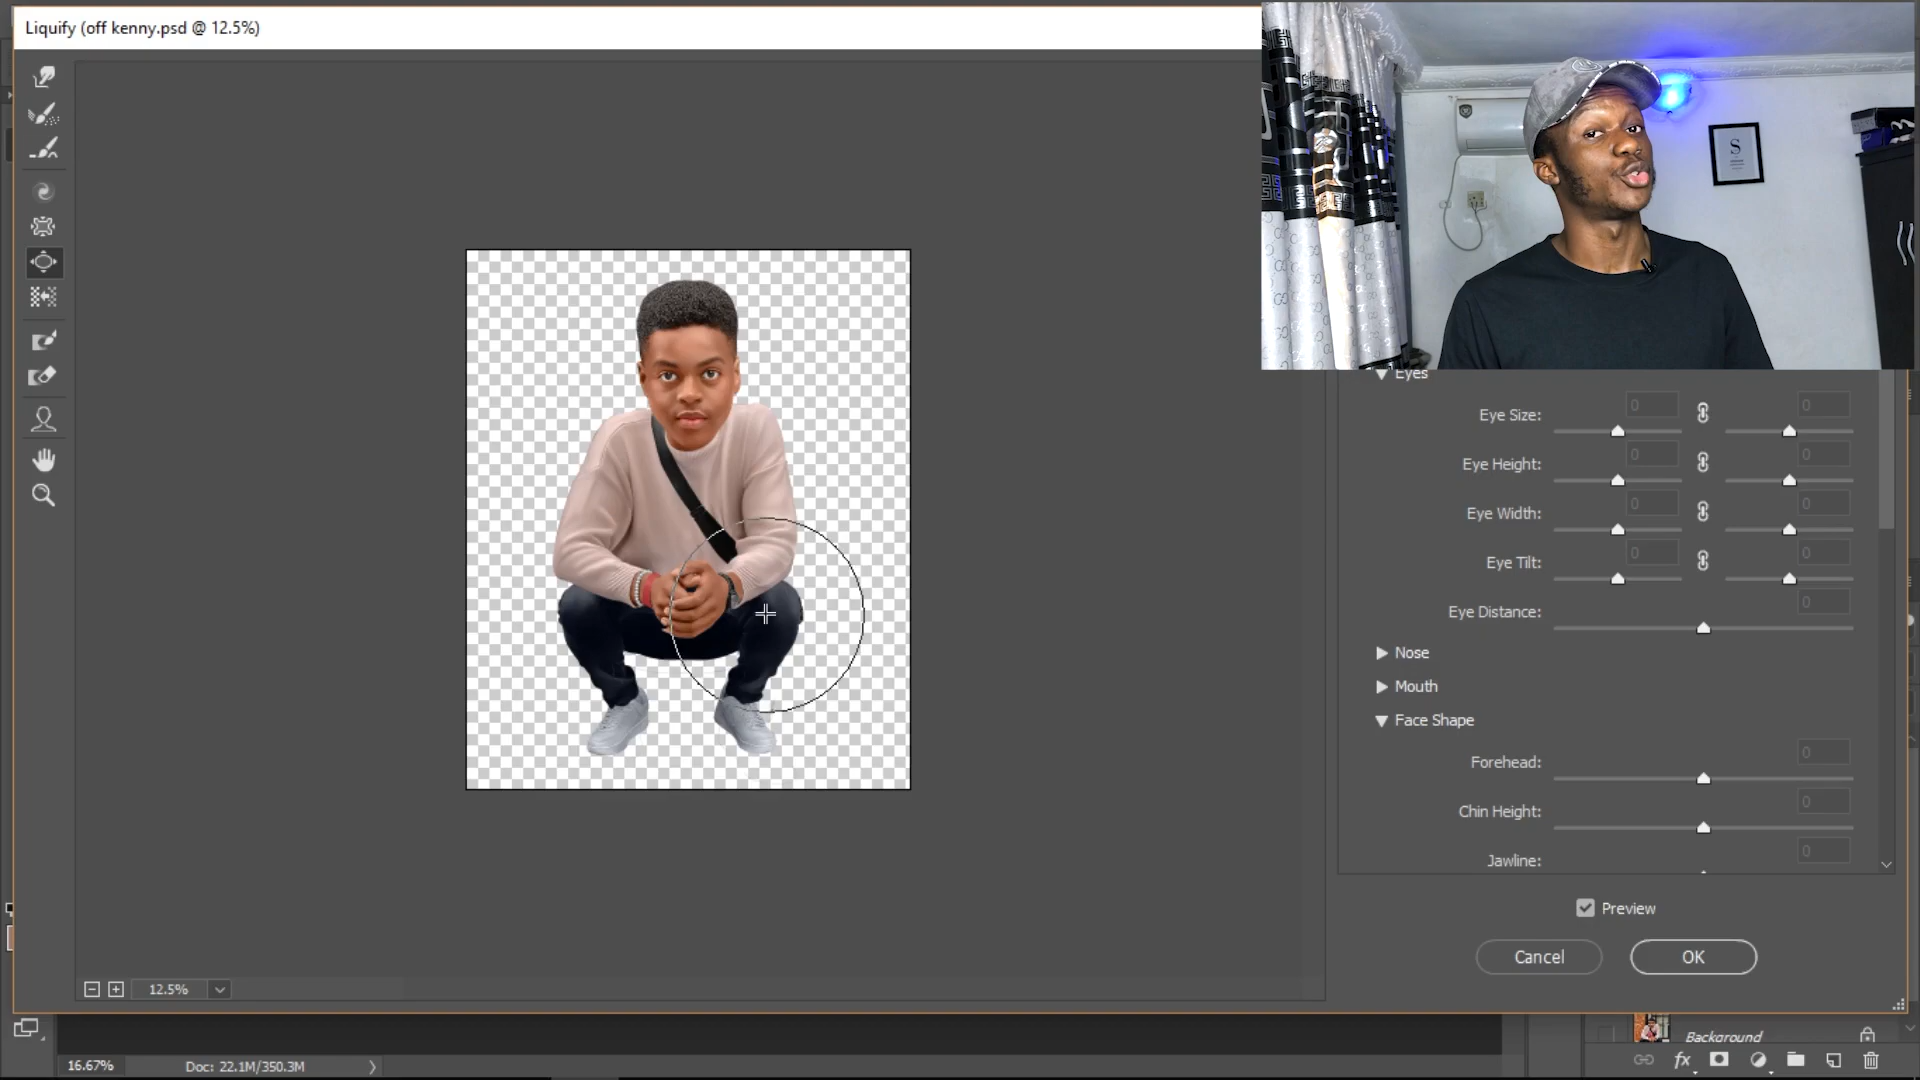 Liquify (off kenny.psd @ 12.5%)
S
Eyes
Eye Size:
0
0
Eye Height:
0
0
Eye Width:
0
0
Eye Tilt:
0
0
Eye Distance:
0
Nose
Mouth
Face Shape
Forehead:
0
Chin Height:
0
Jawline:
0
Preview
Cancel
OK
12.5%
Background
16.67%
Doc: 22.1M/350.3M
fx